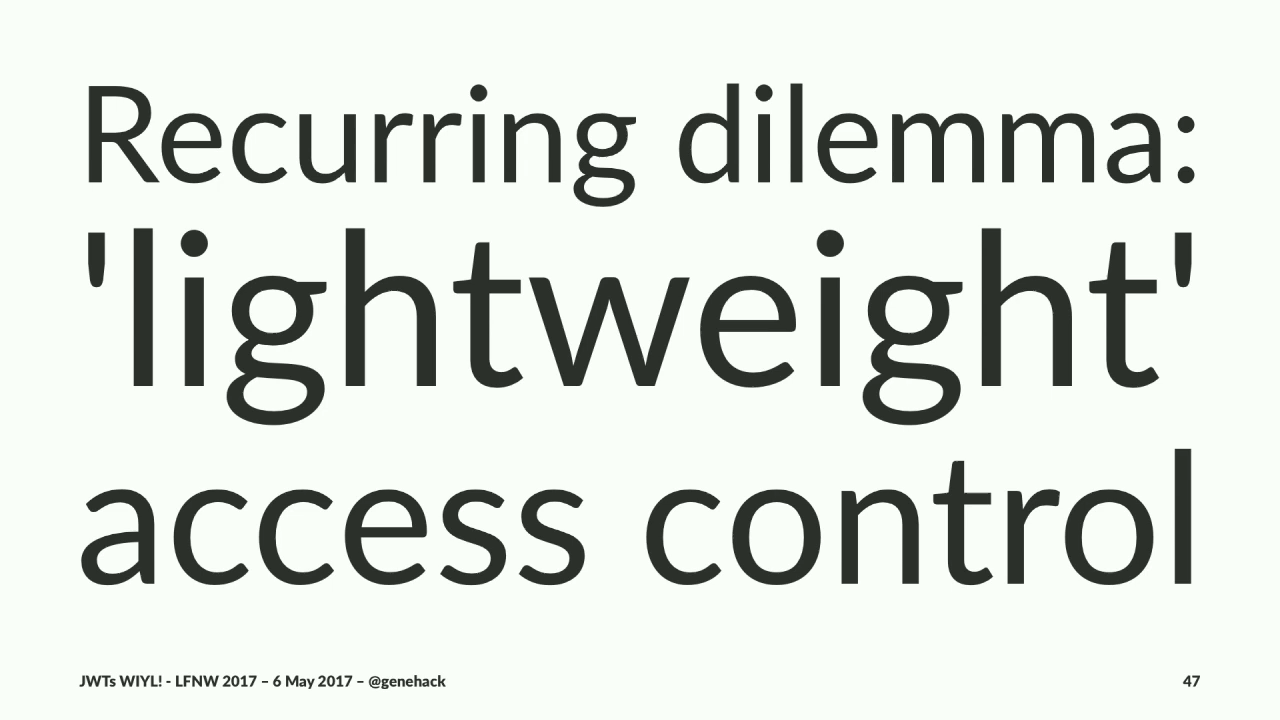 Recurring dilemma:
'lightweight'
access control
JWTs WIYL! - LFNW 2017 – 6 May 2017 – @genehack
47